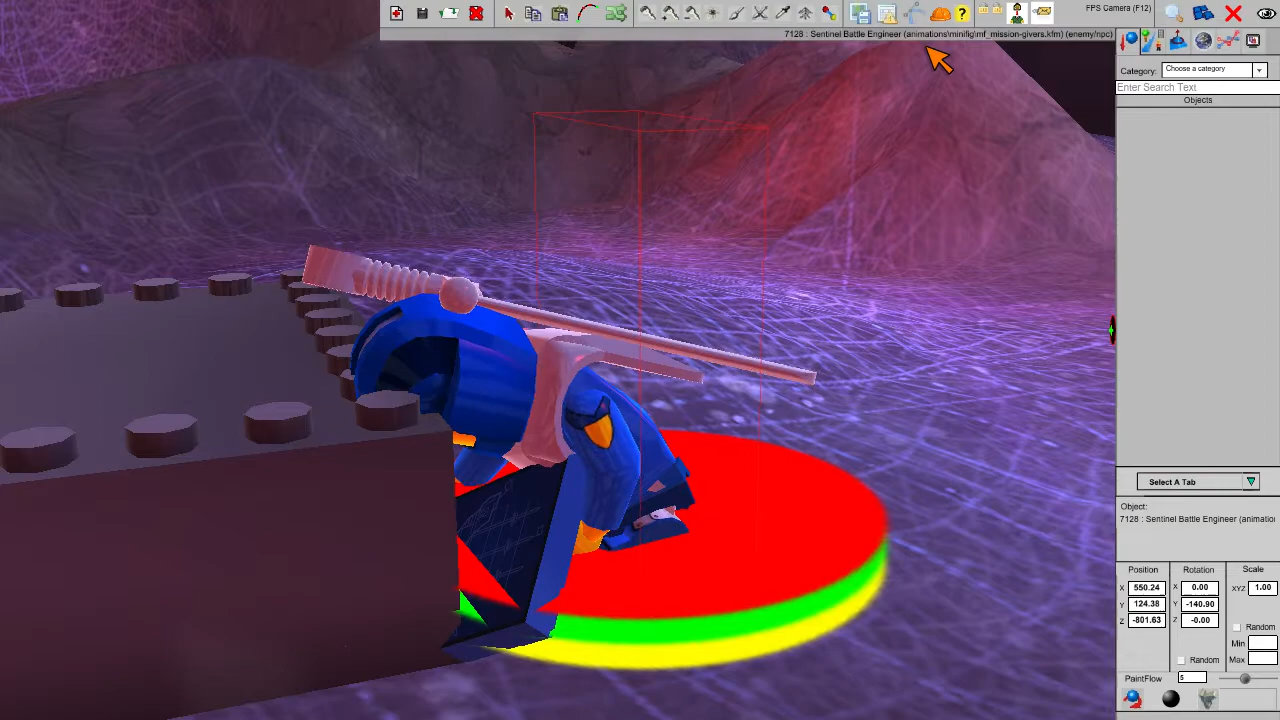 FPS Camera (F12)
7128 : Sentinel Battle Engineer (animations\minifig\mf_mission-givers.kfm) (enemy/npc)
Category: Choose a category
Enter Search Text
Objects
Select A Tab
Object:
7128 : Sentinel Battle Engineer (animatio
Position Rotation Scale
X 550.24 X 0.00 XYZ 1.00
Y 124.38 Y -140.90
Z -801.63 Z -0.00
Random
Min
Random Max
PaintFlow 5